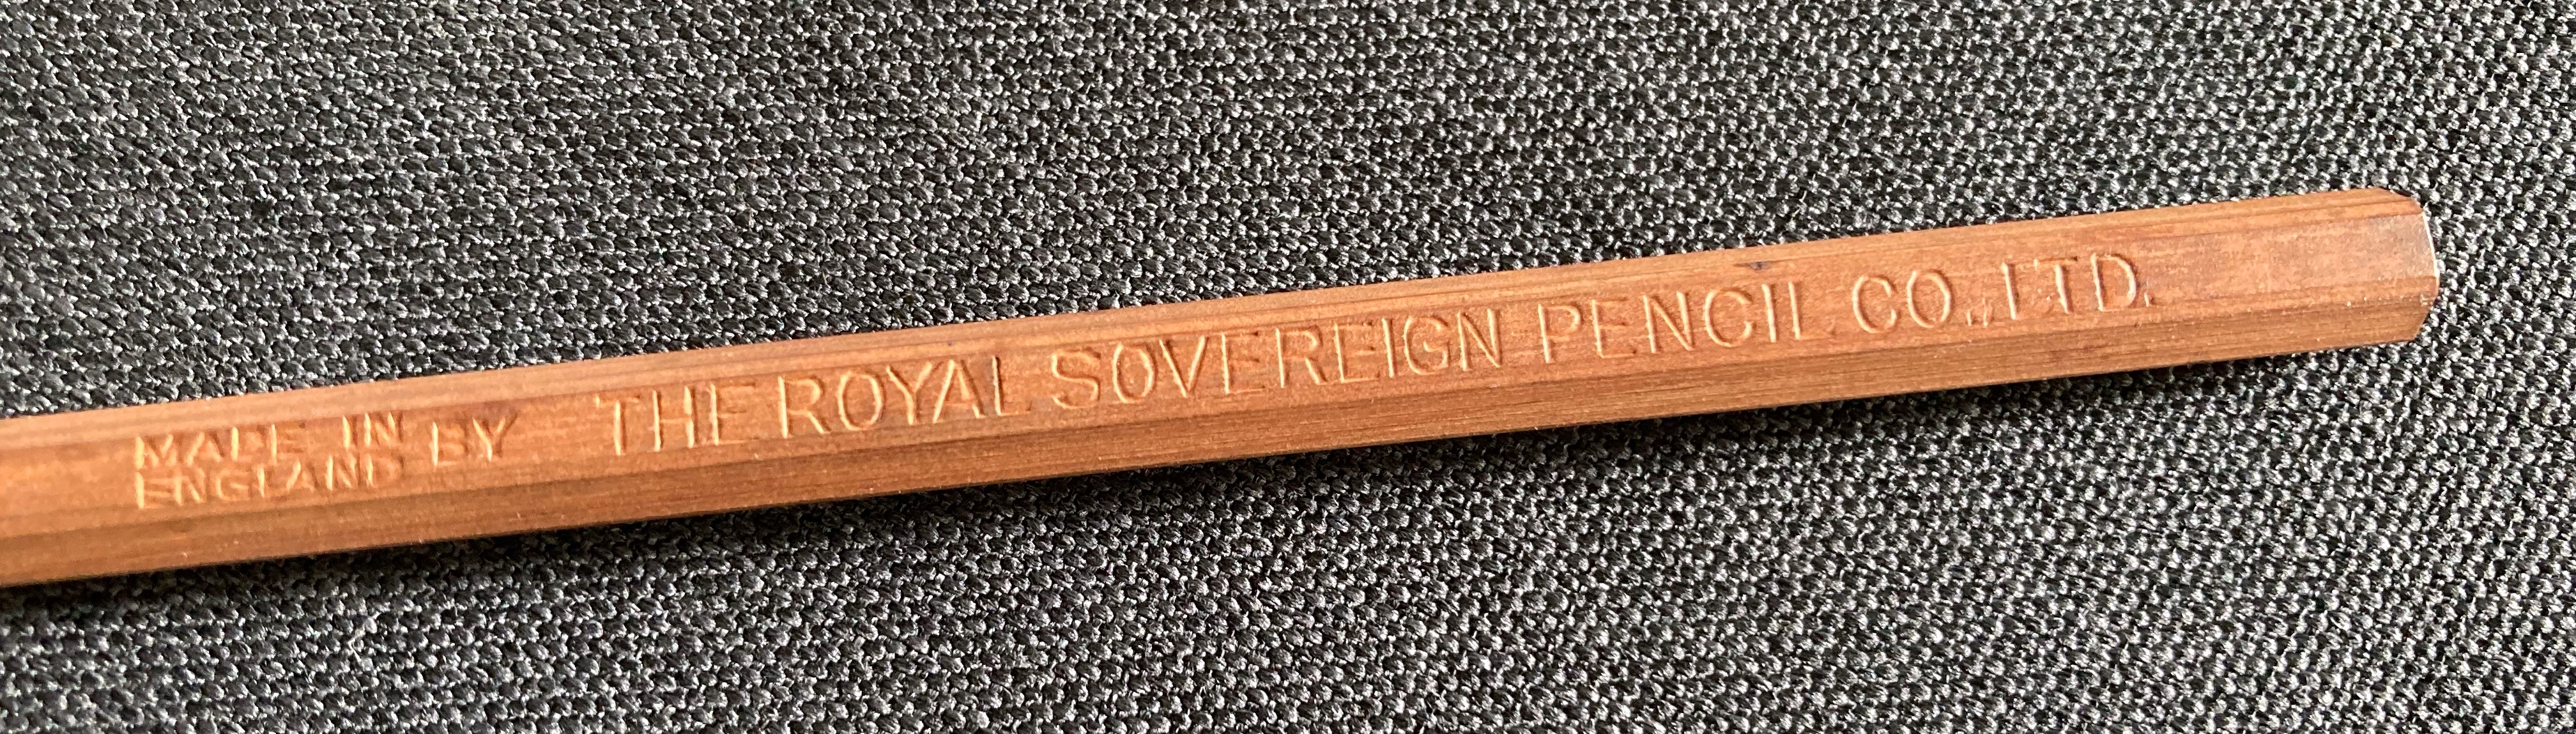 MADE IN
ENGLAND
BY THE ROYAL SOVEREIGN PENCIL CO., LTD.